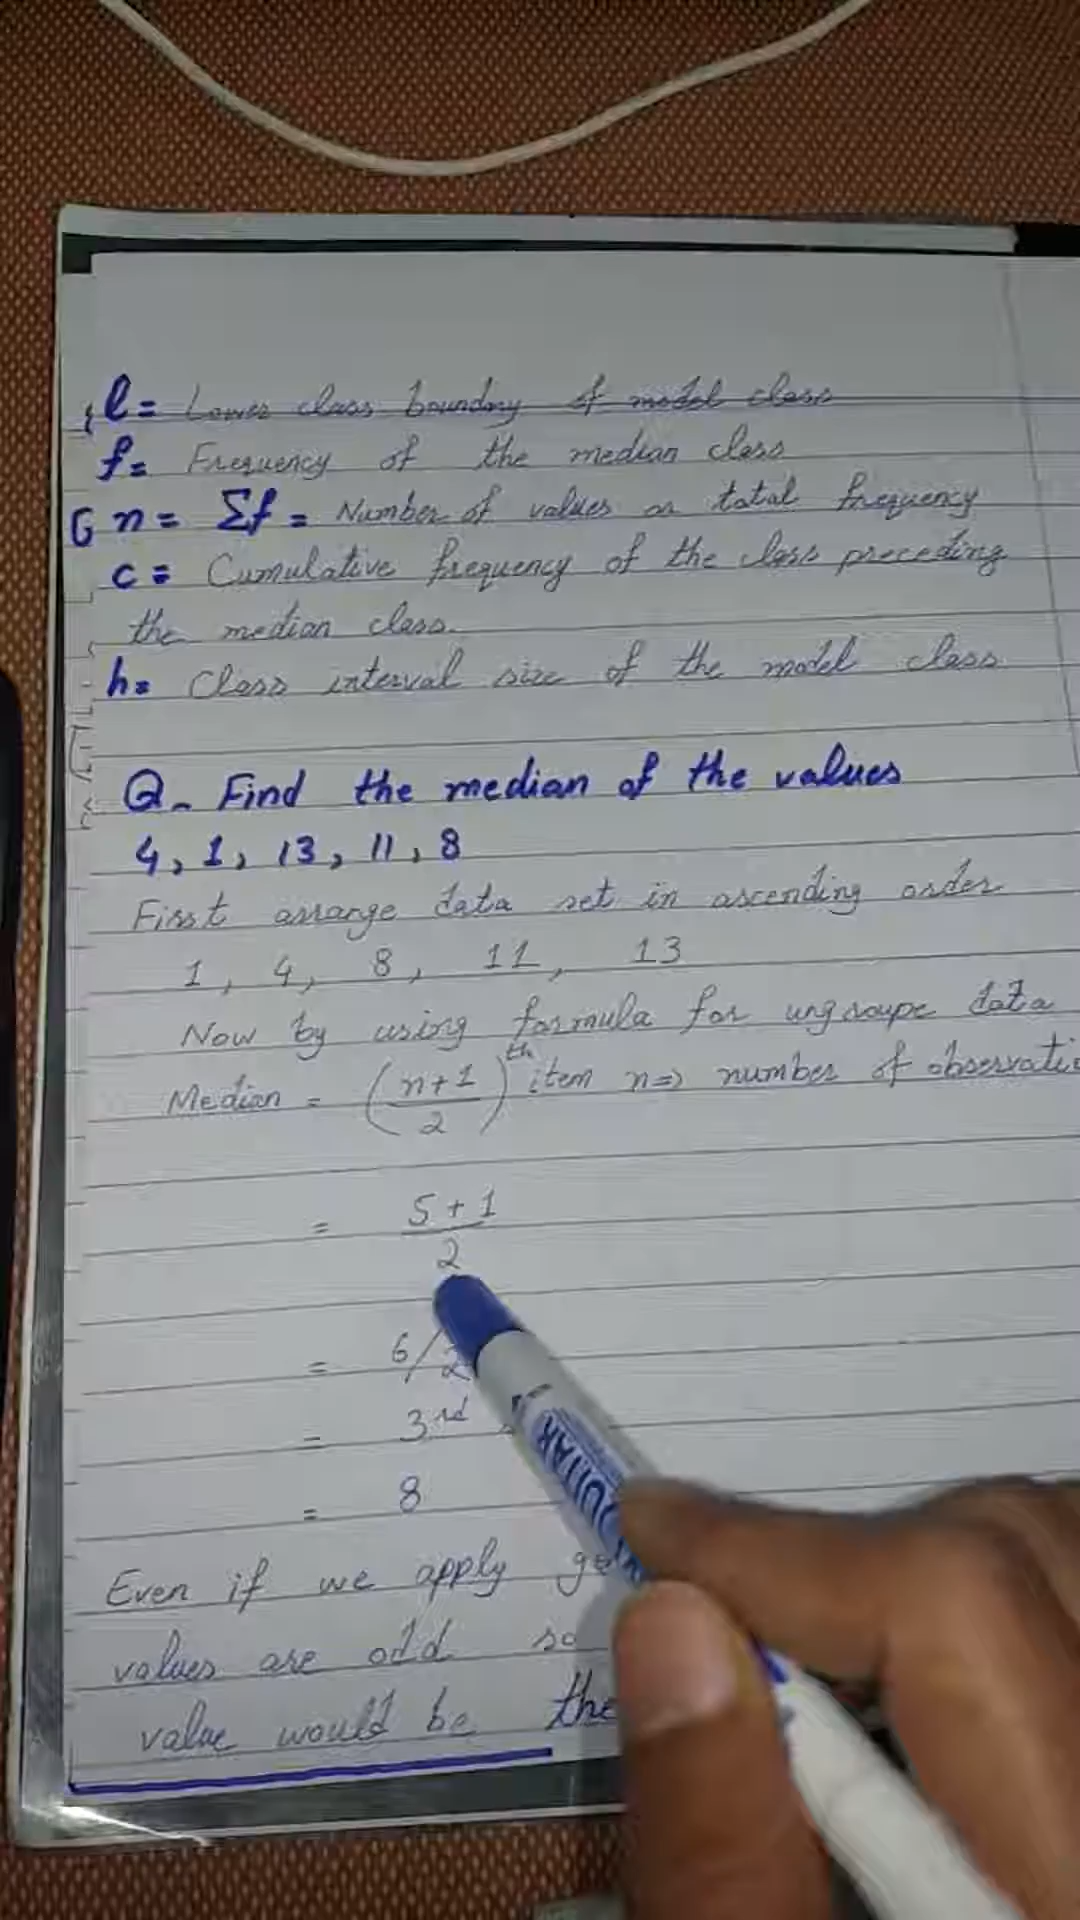 l = Lower class boundary of model class
f = Frequency of the median class
n = Σf = Number of values or total frequency
c = Cumulative frequency of the class preceding
the median class.
h = Class interval size of the model class
Q. Find the median of the values
4, 1, 13, 11, 8
First arrange data set in ascending order
1, 4, 8, 11, 13
Now by using formula for ungroupe data
Median = (n+1/2)th item n => number of observati
= 5+1/2
= 6/2
= 3rd
= 8
Even if we apply
values are odd so
value would be the